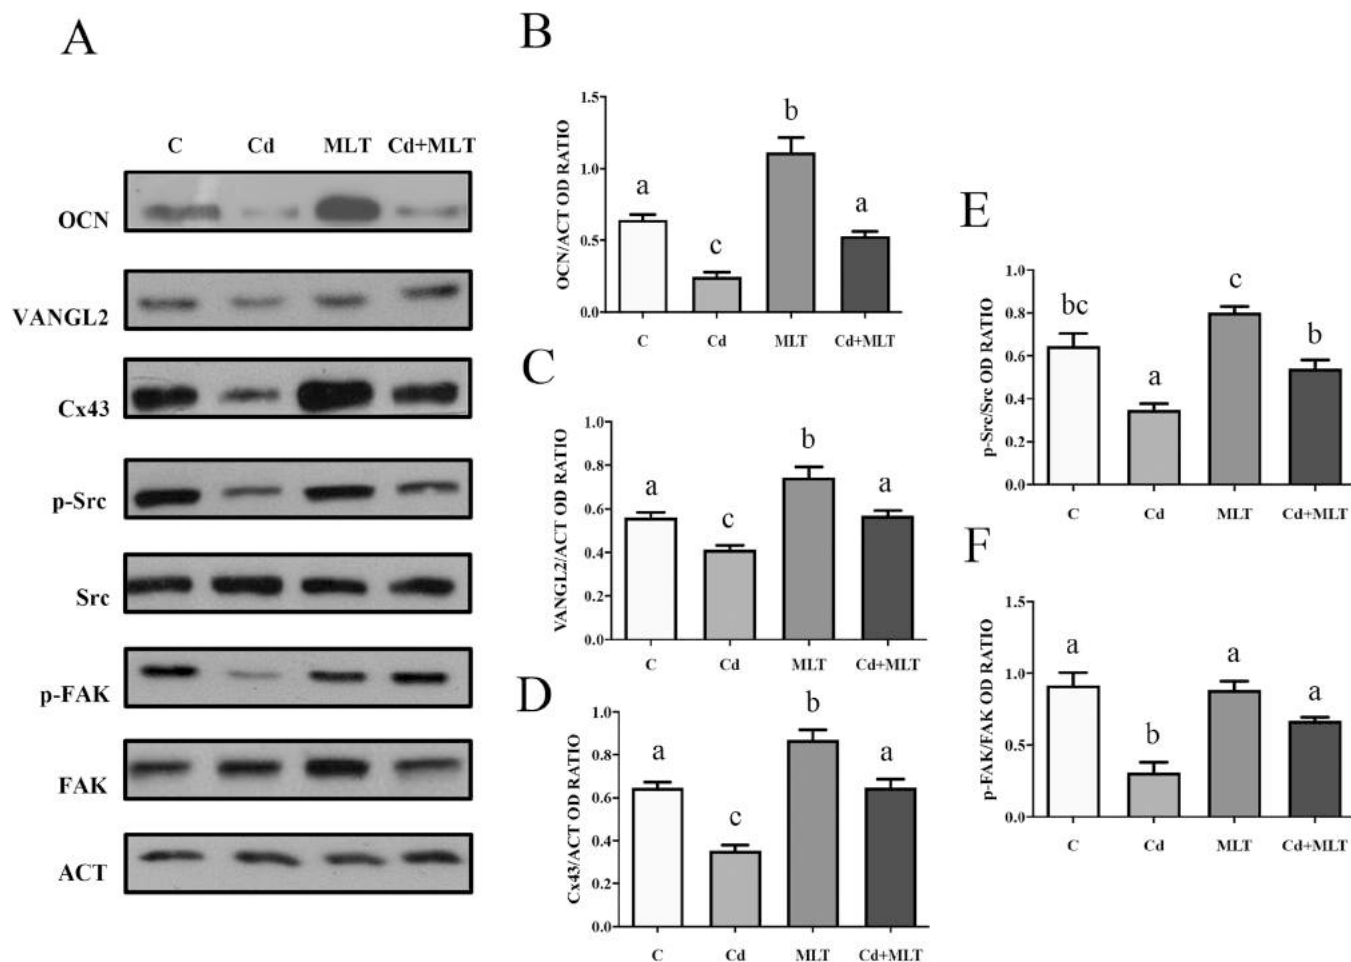 A
C Cd MLT Cd+MLT
OCN
VANGL2
Cx43
p-Src
Src
p-FAK
FAK
ACT
B
OCN/ACT OD RATIO
1.5
1.0
0.5
0.0
a
c
b
a
C Cd MLT Cd+MLT
C
VANGL2/ACT OD RATIO
1.0
0.8
0.6
0.4
0.2
0.0
a
c
b
a
C Cd MLT Cd+MLT
D
Cx43/ACT OD RATIO
1.0
0.8
0.6
0.4
0.2
0.0
a
c
b
a
C Cd MLT Cd+MLT
E
p-Src/Src OD RATIO
1.0
0.8
0.6
0.4
0.2
0.0
bc
a
c
b
C Cd MLT Cd+MLT
F
p-FAK/FAK OD RATIO
1.5
1.0
0.5
0.0
a
b
a
a
C Cd MLT Cd+MLT